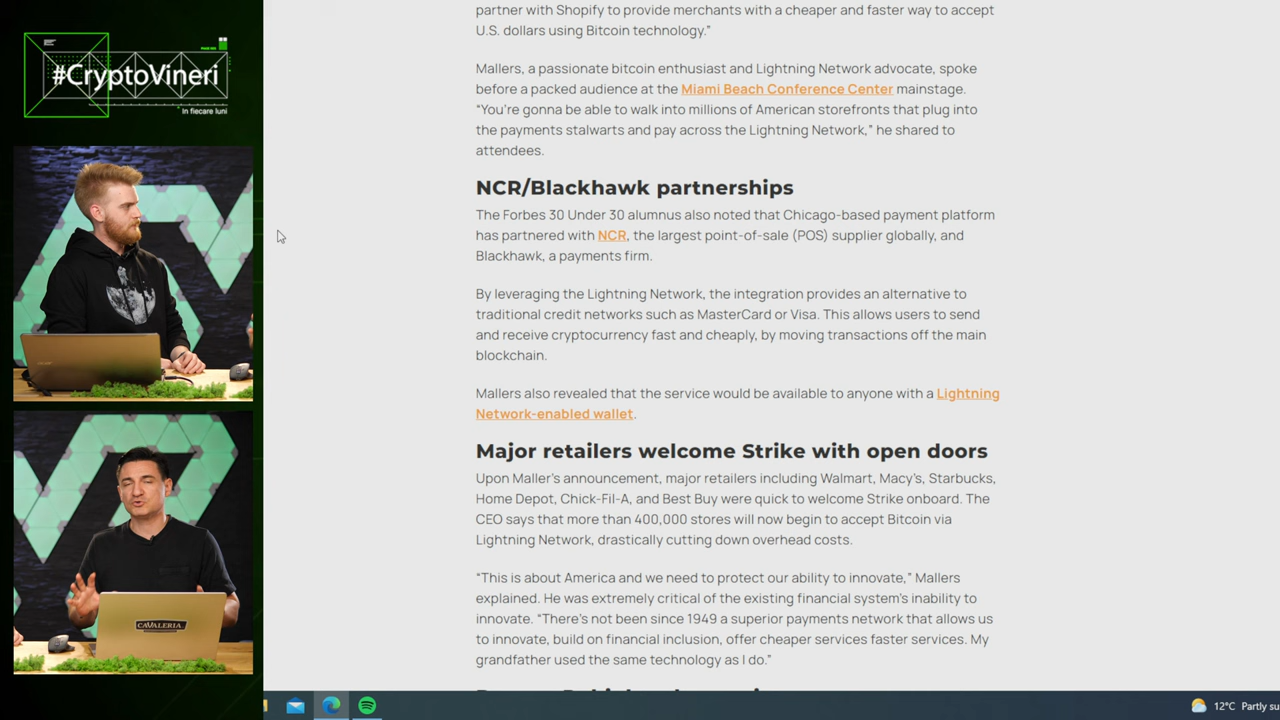 #CryptoVineri
In fiecare luni
CAVALERIA
partner with Shopify to provide merchants with a cheaper and faster way to accept
U.S. dollars using Bitcoin technology.”
Mallers, a passionate bitcoin enthusiast and Lightning Network advocate, spoke
before a packed audience at the Miami Beach Conference Center mainstage.
“You’re gonna be able to walk into millions of American storefronts that plug into
the payments stalwarts and pay across the Lightning Network,” he shared to
attendees.
NCR/Blackhawk partnerships
The Forbes 30 Under 30 alumnus also noted that Chicago-based payment platform
has partnered with NCR, the largest point-of-sale (POS) supplier globally, and
Blackhawk, a payments firm.
By leveraging the Lightning Network, the integration provides an alternative to
traditional credit networks such as MasterCard or Visa. This allows users to send
and receive cryptocurrency fast and cheaply, by moving transactions off the main
blockchain.
Mallers also revealed that the service would be available to anyone with a Lightning
Network-enabled wallet.
Major retailers welcome Strike with open doors
Upon Maller’s announcement, major retailers including Walmart, Macy’s, Starbucks,
Home Depot, Chick-Fil-A, and Best Buy were quick to welcome Strike onboard. The
CEO says that more than 400,000 stores will now begin to accept Bitcoin via
Lightning Network, drastically cutting down overhead costs.
“This is about America and we need to protect our ability to innovate,” Mallers
explained. He was extremely critical of the existing financial system’s inability to
innovate. “There’s not been since 1949 a superior payments network that allows us
to innovate, build on financial inclusion, offer cheaper services faster services. My
grandfather used the same technology as I do.”
12°C Partly su